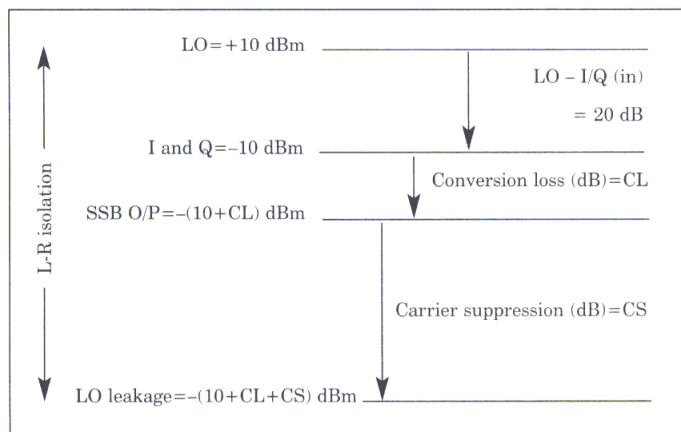 LO=+10 dBm
LO – I/Q (in)
= 20 dB
I and Q=–10 dBm
Conversion loss (dB)=CL
SSB O/P=–(10+CL) dBm
L-R isolation
Carrier suppression (dB)=CS
LO leakage=–(10+CL+CS) dBm